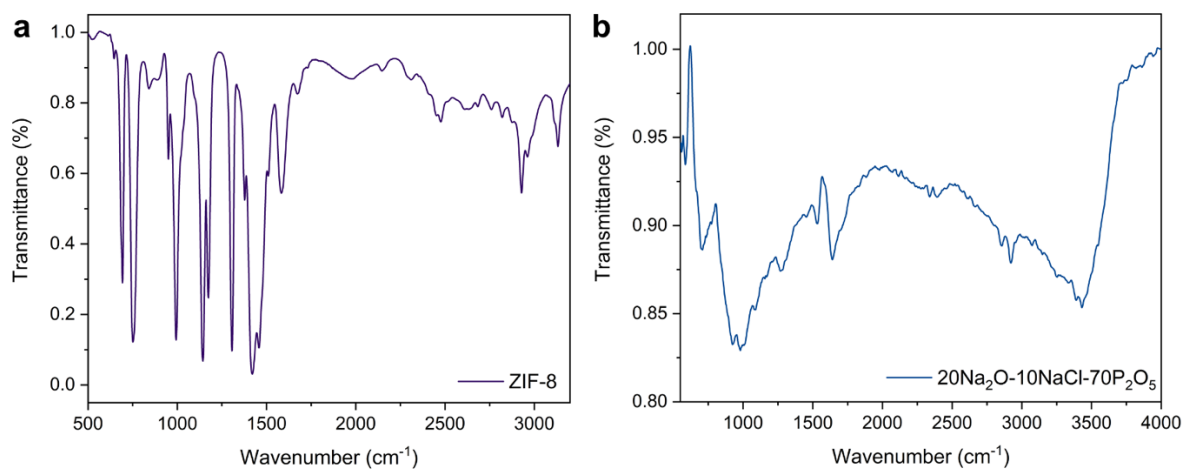 a
Transmittance (%)
1.0
0.8
0.6
0.4
0.2
0.0
ZIF-8
500 1000 1500 2000 2500 3000
Wavenumber (cm⁻¹)
b
Transmittance (%)
1.00
0.95
0.90
0.85
0.80
20Na₂O-10NaCl-70P₂O₅
1000 1500 2000 2500 3000 3500 4000
Wavenumber (cm⁻¹)